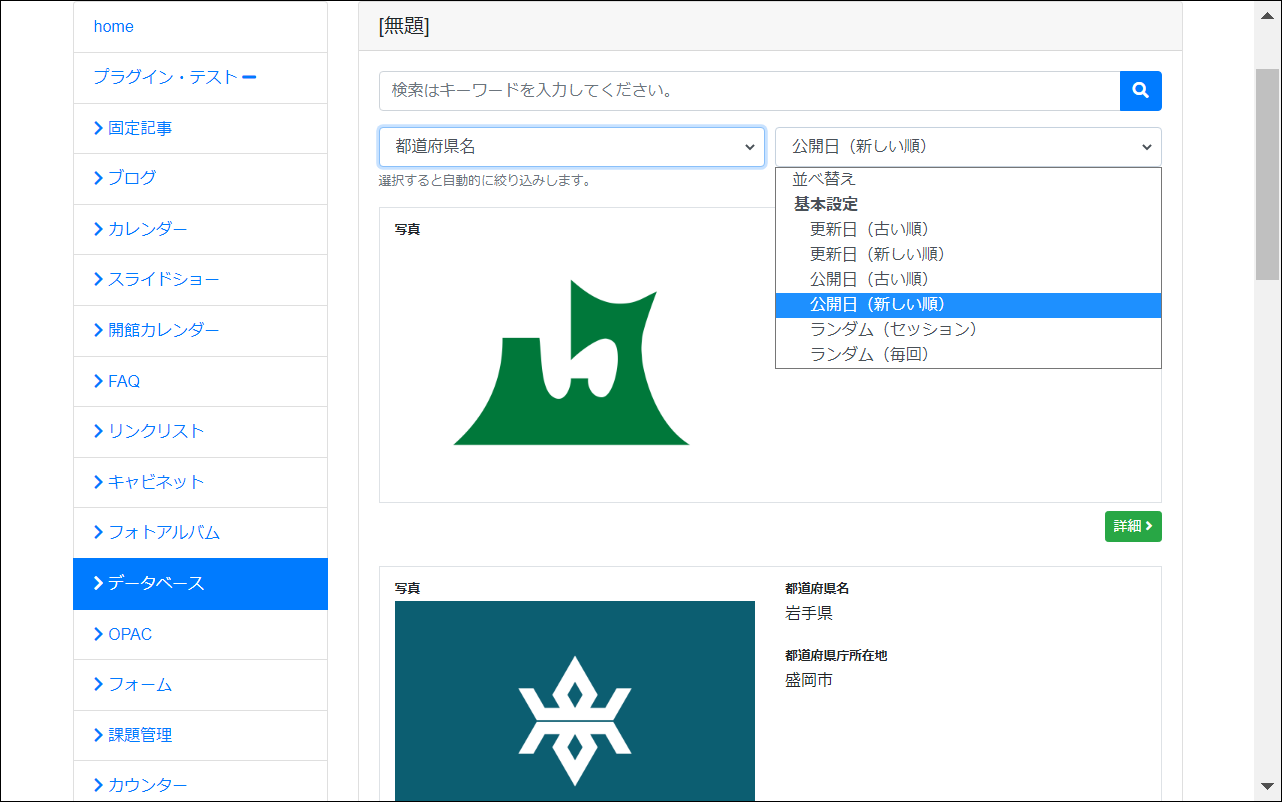 home
プラグイン・テスト
固定記事
ブログ
カレンダー
スライドショー
開館カレンダー
FAQ
リンクリスト
キャビネット
フォトアルバム
データベース
OPAC
フォーム
課題管理
カウンター
[無題]
検索はキーワードを入力してください。
都道府県名
選択すると自動的に絞り込みします。
公開日（新しい順）
並べ替え
基本設定
更新日（古い順）
更新日（新しい順）
公開日（古い順）
公開日（新しい順）
ランダム（セッション）
ランダム（毎回）
写真
詳細
写真
都道府県名
岩手県
都道府県庁所在地
盛岡市